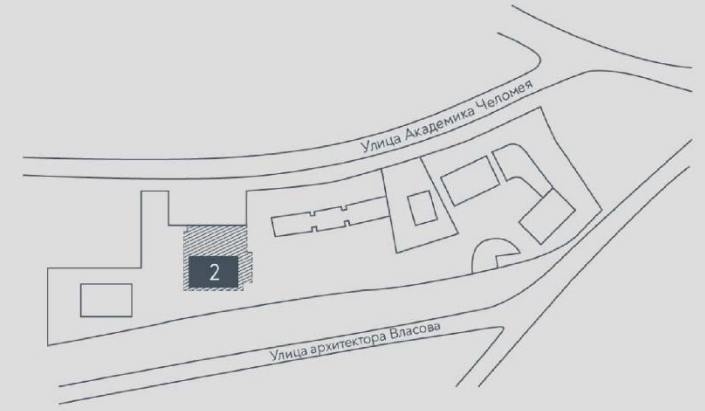 Улица Академика Челомея
2
Улица архитектора Власова